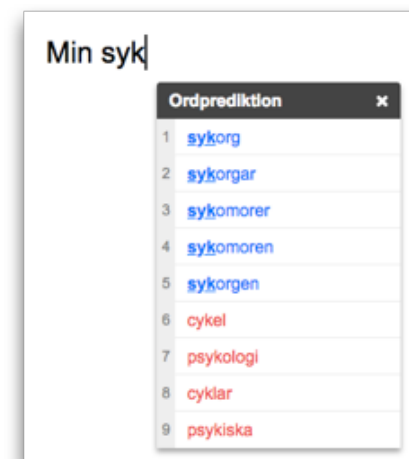 Min syk
Ordprediktion ×
1 sykorg
2 sykorgar
3 sykomorer
4 sykomoren
5 sykorgen
6 cykel
7 psykologi
8 cyklar
9 psykiska